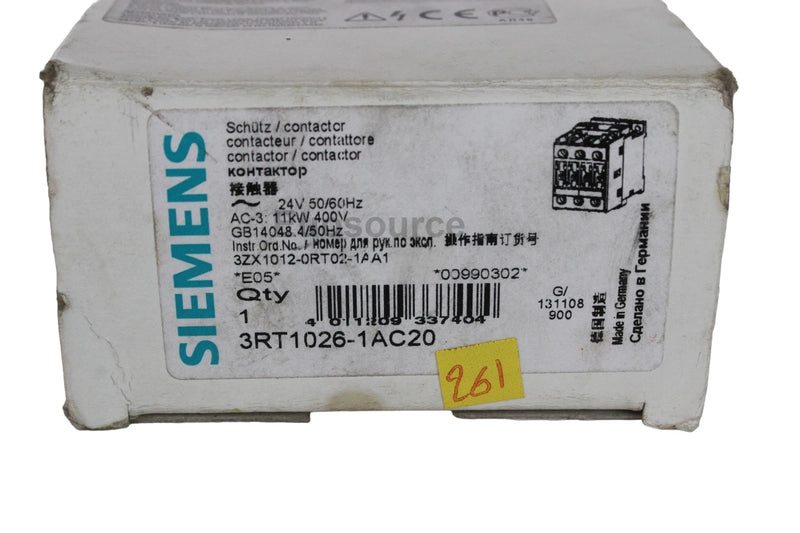 SIEMENS
Schütz / contactor
contacteur / contattore
contactor / contactor
контактор
接触器
~ 24V 50/60Hz
AC-3: 11kW 400V
GB14048.4/50Hz
source
Instr.Ord.No. / номер для рук.по эксп. 操作指南订货号
3ZX1012-0RT02-1AA1
*E05* *00990302*
Qty
1
4 011209 337404
3RT1026-1AC20
G/
131108
900
德国制造
Made in Germany
Сделано в Германии
261
CE